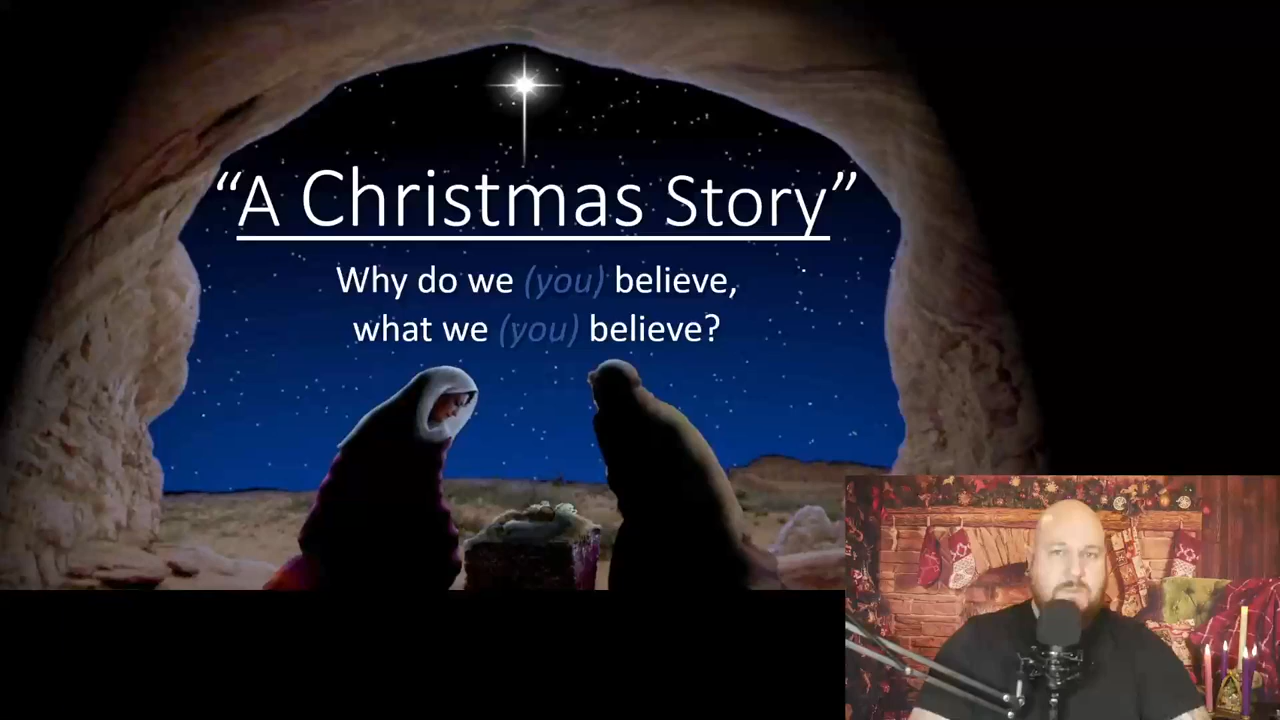 “A Christmas Story”
Why do we (you) believe,
what we (you) believe?